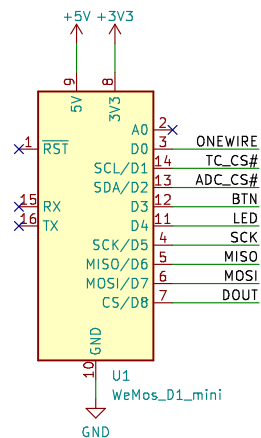 +5V +3V3
9 8
5V 3V3
A0 2
1 RST D0 3 ONEWIRE
SCL/D1 14 TC_CS#
SDA/D2 13 ADC_CS#
15 RX D3 12 BTN
16 TX D4 11 LED
SCK/D5 4 SCK
MISO/D6 5 MISO
MOSI/D7 6 MOSI
CS/D8 7 DOUT
GND
10
U1
WeMos_D1_mini
GND